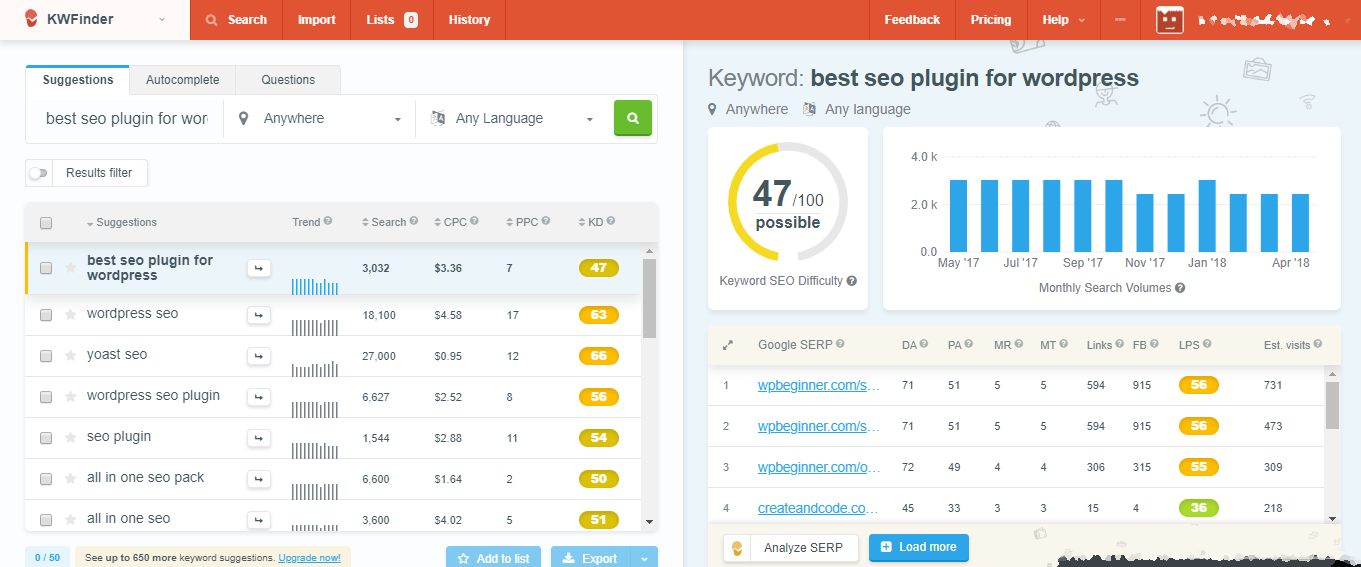 KWFinder Search Import Lists 0 History Feedback Pricing Help
Suggestions Autocomplete Questions
best seo plugin for wor Anywhere Any Language
Results filter
Suggestions Trend Search CPC PPC KD
best seo plugin for
wordpress 3,032 $3.36 7 47
wordpress seo 18,100 $4.58 17 63
yoast seo 27,000 $0.95 12 66
wordpress seo plugin 6,627 $2.52 8 56
seo plugin 1,544 $2.88 11 54
all in one seo pack 6,600 $1.64 2 50
all in one seo 3,600 $4.02 5 51
0 / 50 See up to 650 more keyword suggestions. Upgrade now! Add to list Export
Keyword: best seo plugin for wordpress
Anywhere Any language
47/100
possible
Keyword SEO Difficulty
4.0 k
2.0 k
0.0
May '17 Jul '17 Sep '17 Nov '17 Jan '18 Apr '18
Monthly Search Volumes
Google SERP DA PA MR MT Links FB LPS Est. visits
1 wpbeginner.com/s... 71 51 5 5 594 915 56 731
2 wpbeginner.com/s... 71 51 5 5 594 915 56 473
3 wpbeginner.com/o... 72 49 4 4 306 315 55 309
4 createandcode.co... 45 33 3 3 15 4 36 218
Analyze SERP Load more